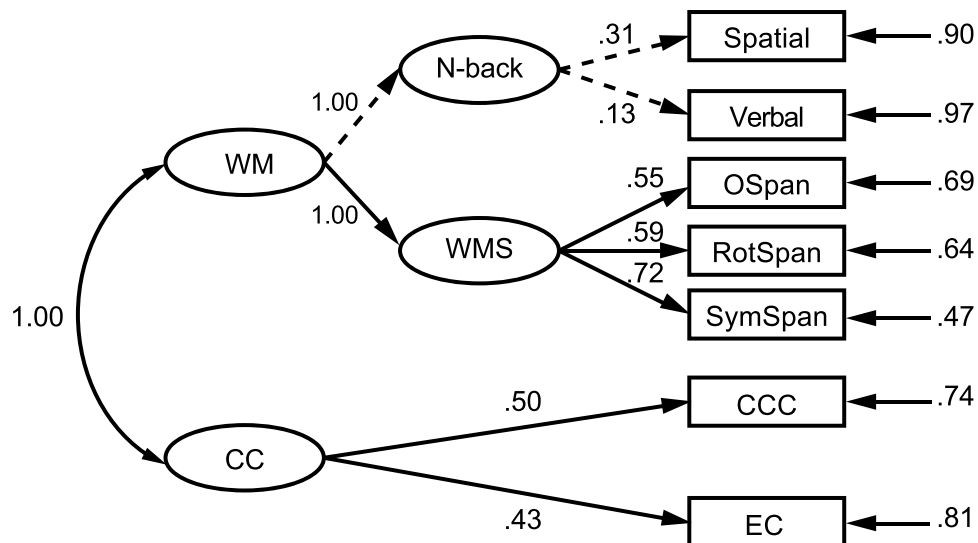 .31
Spatial
.90
N-back
1.00
.13
Verbal
.97
WM
.55
OSpan
.69
1.00
WMS
.59
RotSpan
.64
.72
SymSpan
.47
1.00
.50
CCC
.74
CC
.43
EC
.81